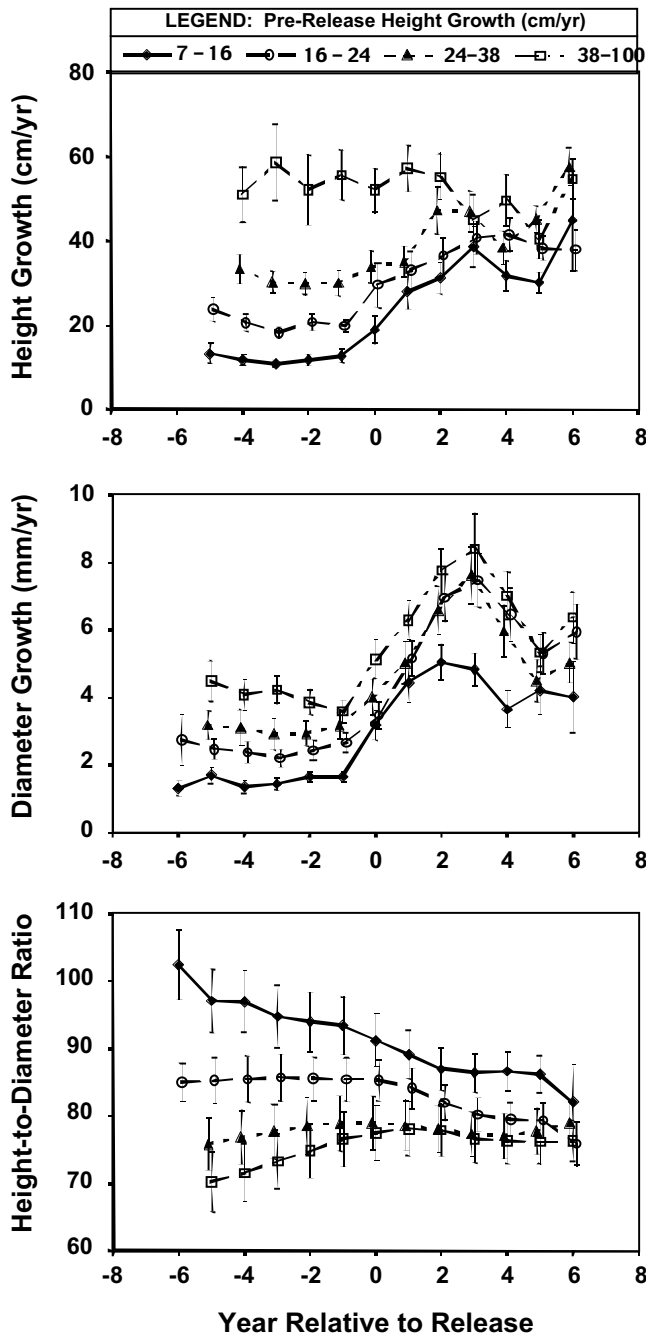 LEGEND: Pre-Release Height Growth (cm/yr)
7–16 16–24 24–38 38–100
Height Growth (cm/yr)
80
60
40
20
0
-8 -6 -4 -2 0 2 4 6 8
Diameter Growth (mm/yr)
10
8
6
4
2
0
-8 -6 -4 -2 0 2 4 6 8
Height-to-Diameter Ratio
110
100
90
80
70
60
-8 -6 -4 -2 0 2 4 6 8
Year Relative to Release